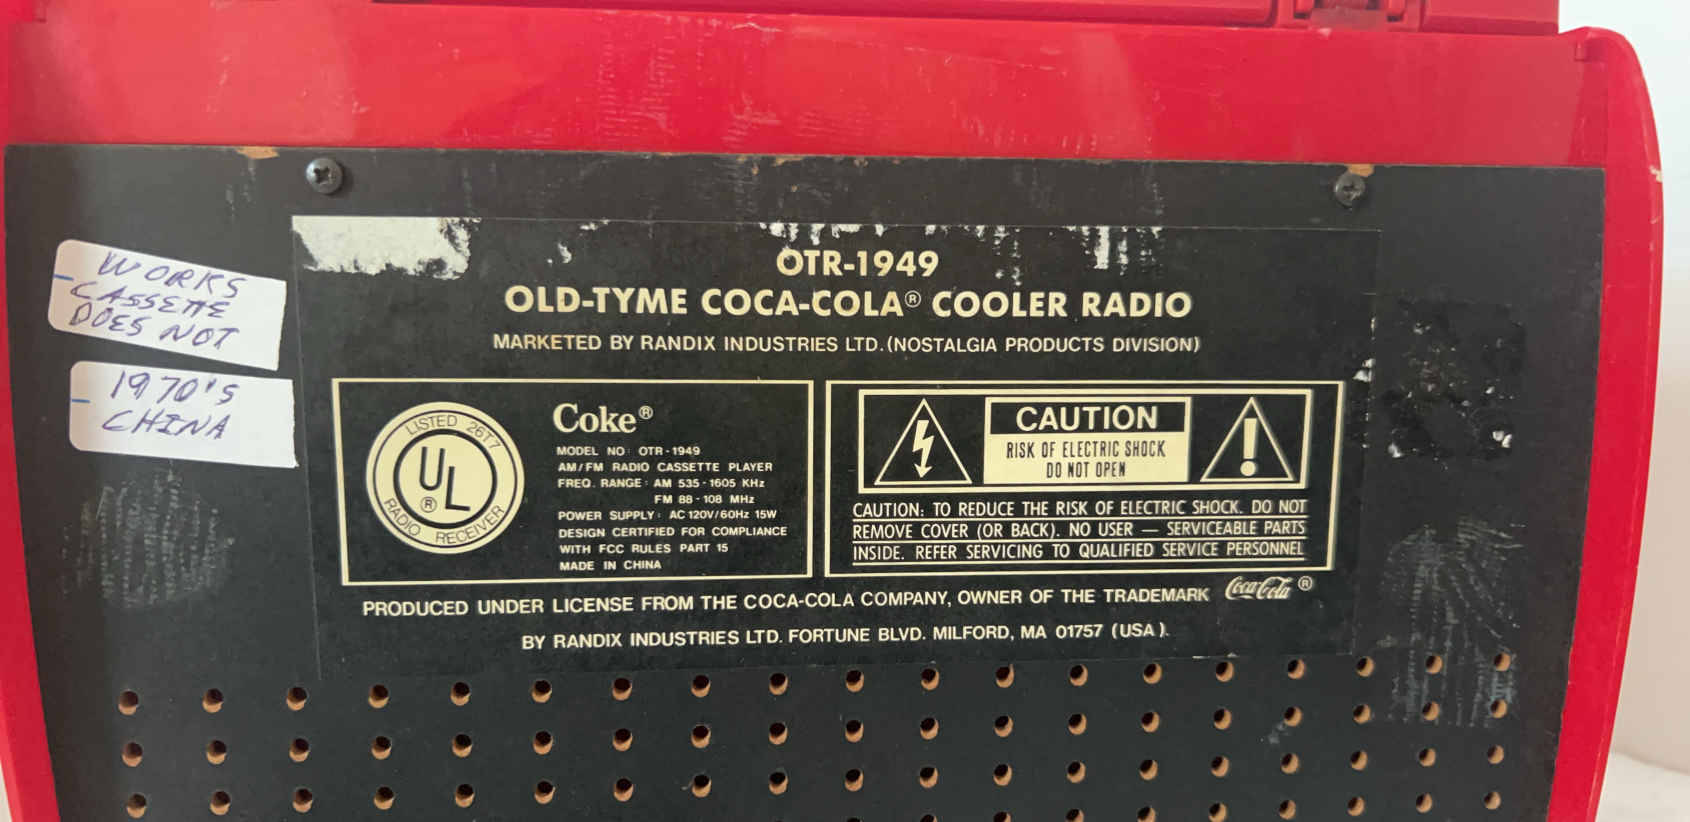 WORKS
CASSETTE
DOES NOT
1970'S
CHINA
OTR-1949
OLD-TYME COCA-COLA® COOLER RADIO
MARKETED BY RANDIX INDUSTRIES LTD. (NOSTALGIA PRODUCTS DIVISION)
LISTED 26T7
UL®
RADIO RECEIVER
Coke®
MODEL NO: OTR-1949
AM/FM RADIO CASSETTE PLAYER
FREQ. RANGE: AM 535-1605 KHz
FM 88-108 MHz
POWER SUPPLY: AC 120V/60Hz 15W
DESIGN CERTIFIED FOR COMPLIANCE
WITH FCC RULES PART 15
MADE IN CHINA
CAUTION
RISK OF ELECTRIC SHOCK
DO NOT OPEN
CAUTION: TO REDUCE THE RISK OF ELECTRIC SHOCK. DO NOT
REMOVE COVER (OR BACK). NO USER — SERVICEABLE PARTS
INSIDE. REFER SERVICING TO QUALIFIED SERVICE PERSONNEL
PRODUCED UNDER LICENSE FROM THE COCA-COLA COMPANY, OWNER OF THE TRADEMARK Coca-Cola ®
BY RANDIX INDUSTRIES LTD. FORTUNE BLVD. MILFORD, MA 01757 (USA).